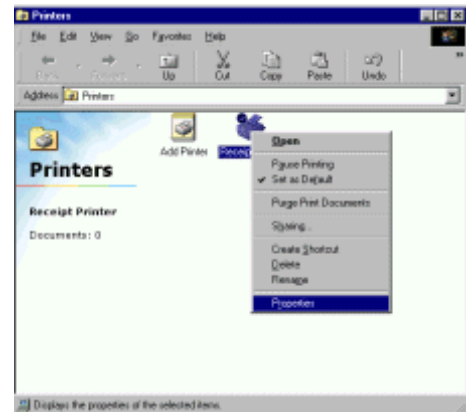 Printers
File Edit View Go Favorites Help
Back Forward Up Cut Copy Paste Undo
Address Printers
Printers
Receipt Printer
Documents: 0
Add Printer Receip
Open
Pause Printing
Set as Default
Purge Print Documents
Sharing...
Create Shortcut
Delete
Rename
Properties
Displays the properties of the selected items.